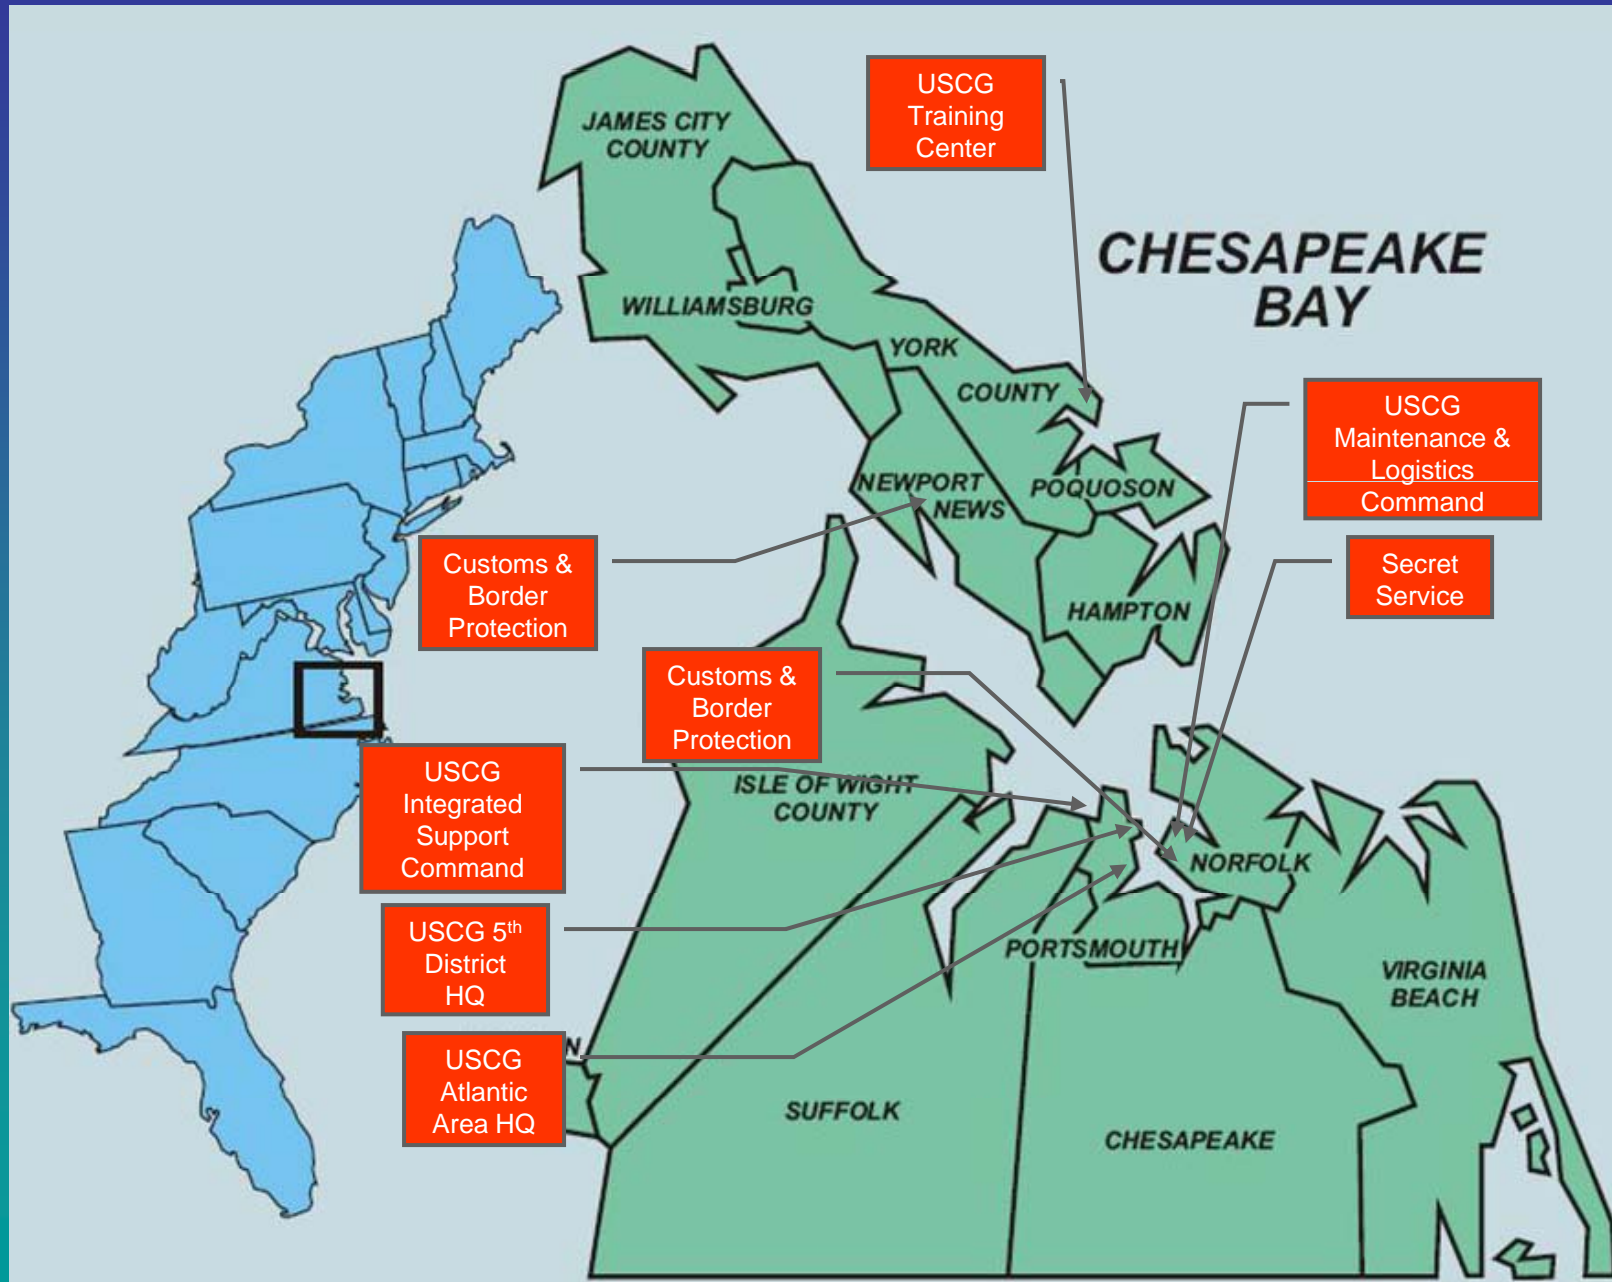 USCG
Training
Center
JAMES CITY
COUNTY
CHESAPEAKE
BAY
WILLIAMSBURG
YORK
COUNTY
USCG
Maintenance &
Logistics
Command
NEWPORT
NEWS
POQUOSON
Customs &
Border
Protection
Secret
Service
HAMPTON
Customs &
Border
Protection
USCG
Integrated
Support
Command
ISLE OF WIGHT
COUNTY
NORFOLK
USCG 5th
District
HQ
PORTSMOUTH
VIRGINIA
BEACH
USCG
Atlantic
Area HQ
N
SUFFOLK
CHESAPEAKE